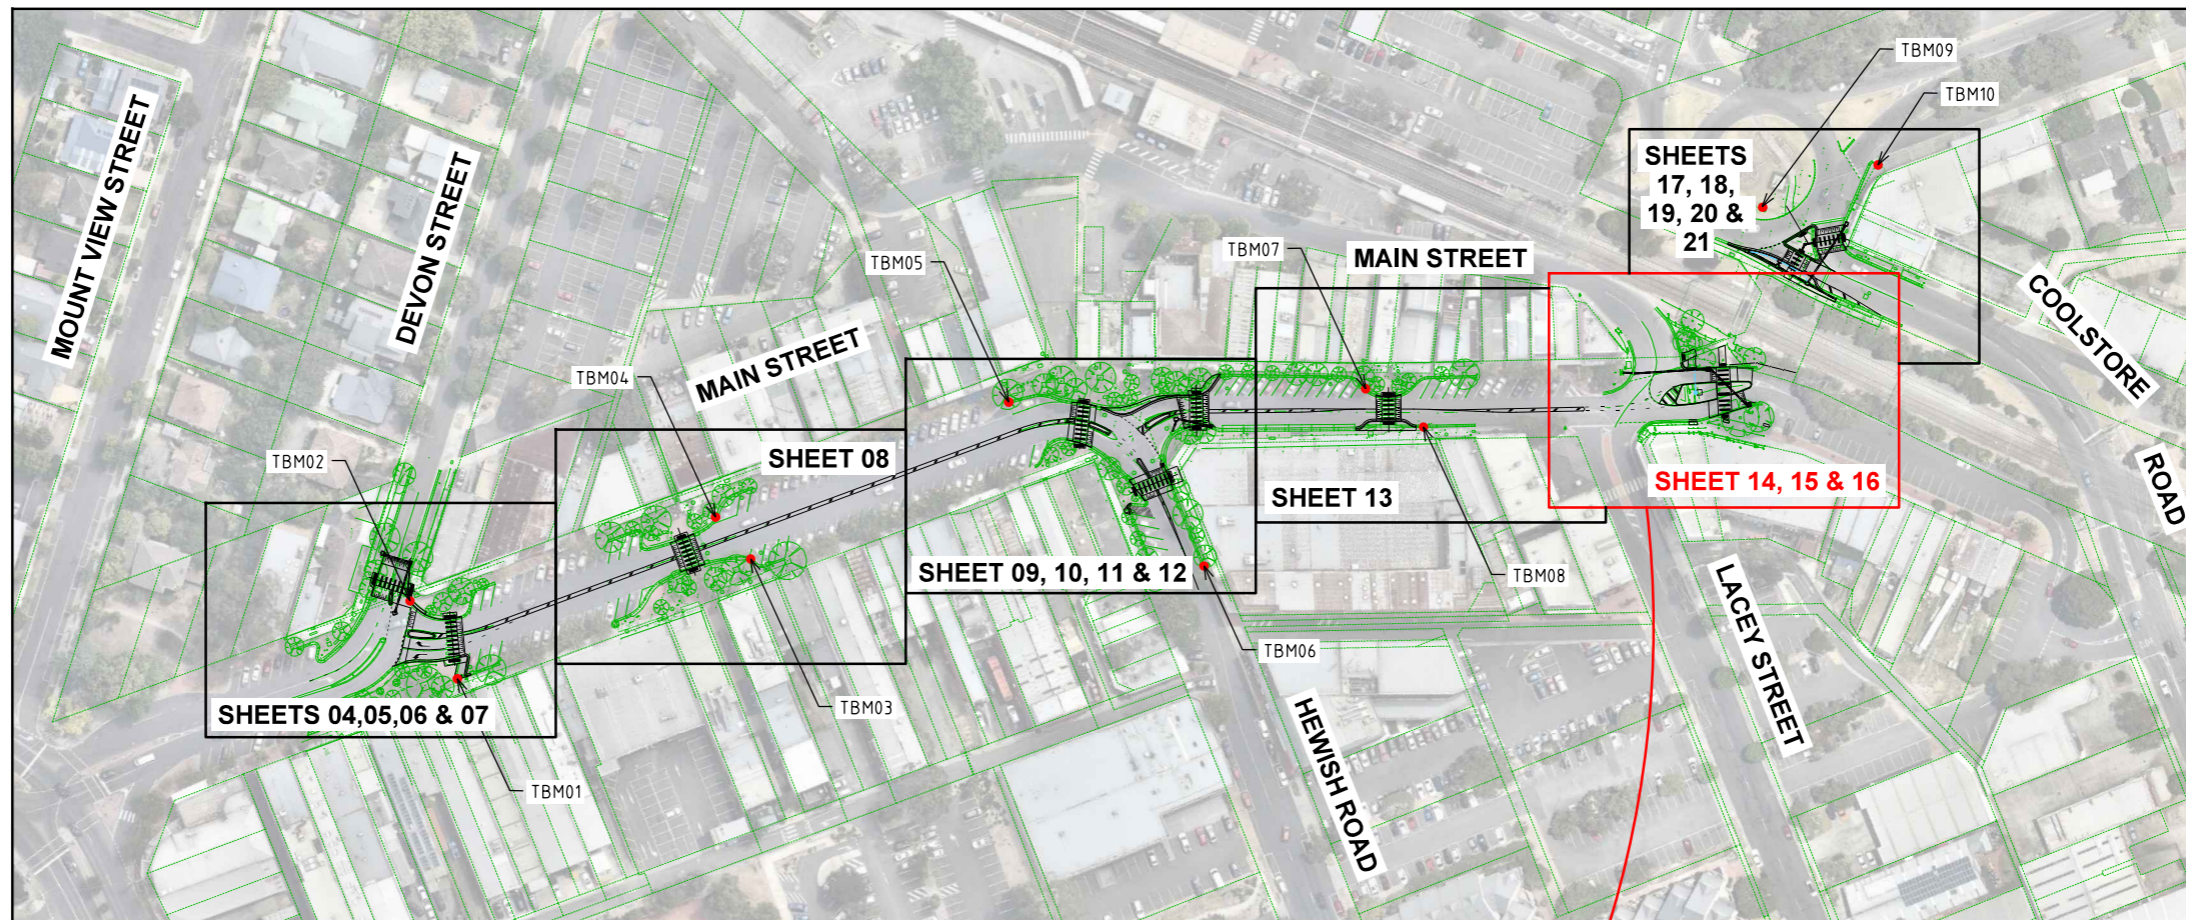 TBM09
TBM10
MOUNT VIEW STREET
DEVON STREET
SHEETS
17, 18,
19, 20 &
21
TBM05
TBM07
MAIN STREET
COOLSTORE
ROAD
TBM04
MAIN STREET
TBM02
SHEET 08
SHEET 13
SHEET 14, 15 & 16
SHEET 09, 10, 11 & 12
TBM08
LACEY STREET
TBM06
SHEETS 04,05,06 & 07
TBM03
HEWISH ROAD
TBM01